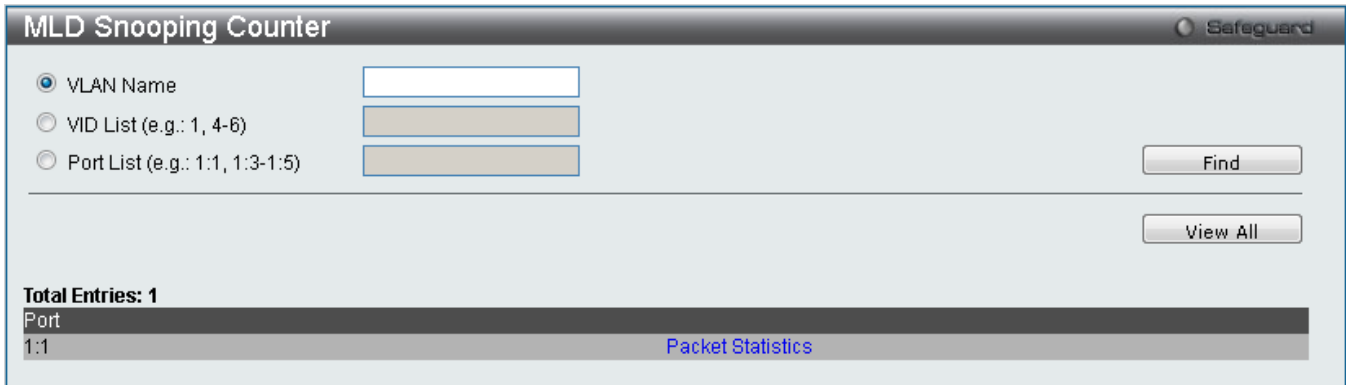 MLD Snooping Counter
Safeguard
VLAN Name
VID List (e.g.: 1, 4-6)
Port List (e.g.: 1:1, 1:3-1:5)
Find
View All
Total Entries: 1
Port
1:1 Packet Statistics